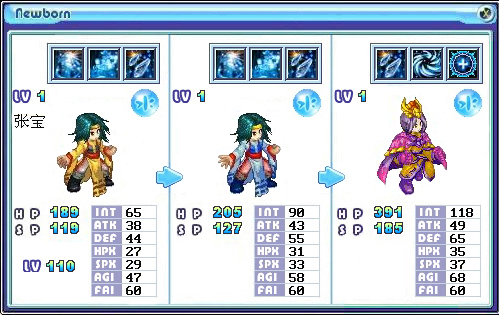 Newborn
LV 1
张宝
HP 189
SP 119
LV 110
INT 65
ATK 38
DEF 44
HPX 27
SPX 29
AGI 47
FAI 60
LV 1
HP 205
SP 127
INT 90
ATK 43
DEF 55
HPX 31
SPX 33
AGI 58
FAI 60
LV 1
HP 391
SP 185
INT 118
ATK 49
DEF 65
HPX 35
SPX 37
AGI 68
FAI 60